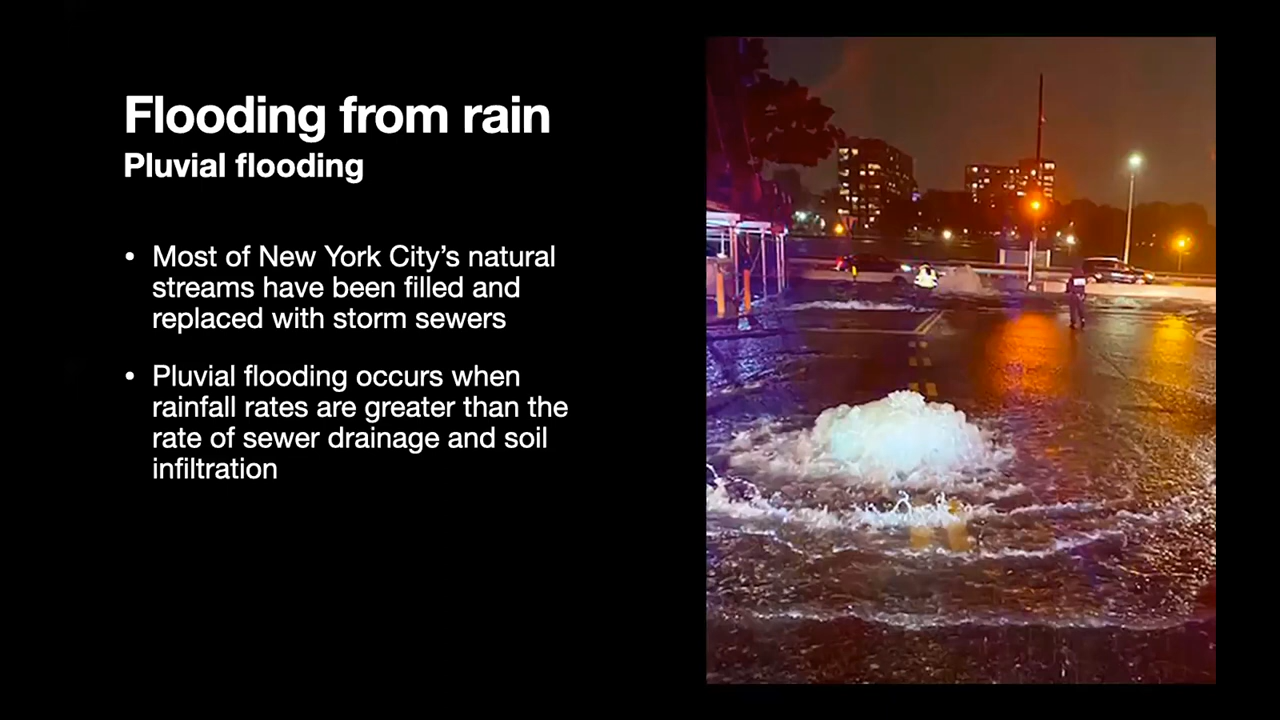 Flooding from rain
Pluvial flooding
• Most of New York City’s natural
streams have been filled and
replaced with storm sewers
• Pluvial flooding occurs when
rainfall rates are greater than the
rate of sewer drainage and soil
infiltration